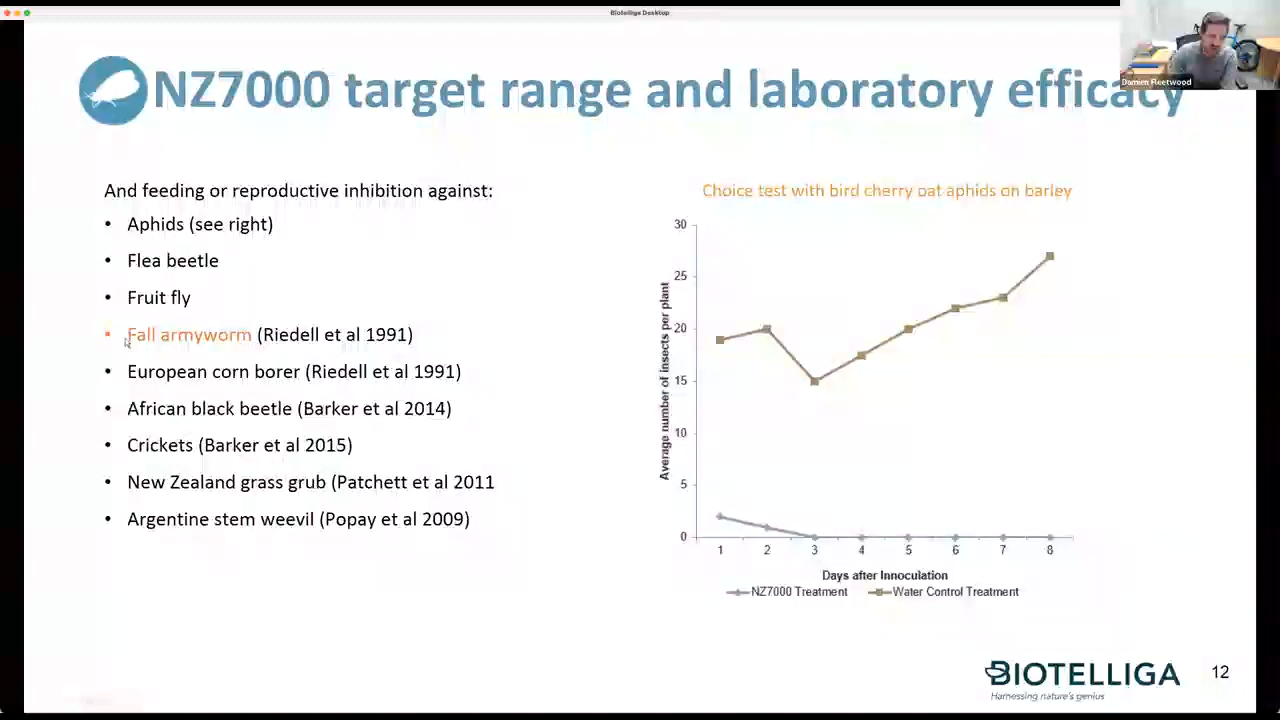 Biotelliga Desktop
Damien Fleetwood
NZ7000 target range and laboratory efficacy
And feeding or reproductive inhibition against:
• Aphids (see right)
• Flea beetle
• Fruit fly
• Fall armyworm (Riedell et al 1991)
• European corn borer (Riedell et al 1991)
• African black beetle (Barker et al 2014)
• Crickets (Barker et al 2015)
• New Zealand grass grub (Patchett et al 2011
• Argentine stem weevil (Popay et al 2009)
Choice test with bird cherry oat aphids on barley
Average number of insects per plant
30
25
20
15
10
5
0
1 2 3 4 5 6 7 8
Days after Innoculation
NZ7000 Treatment Water Control Treatment
BIOTELLIGA
Harnessing nature's genius
12